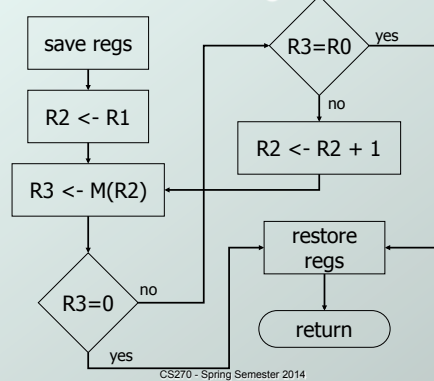 save regs
R2 <- R1
R3 <- M(R2)
R3=0
no
yes
R3=R0
yes
no
R2 <- R2 + 1
restore
regs
return
CS270 - Spring Semester 2014